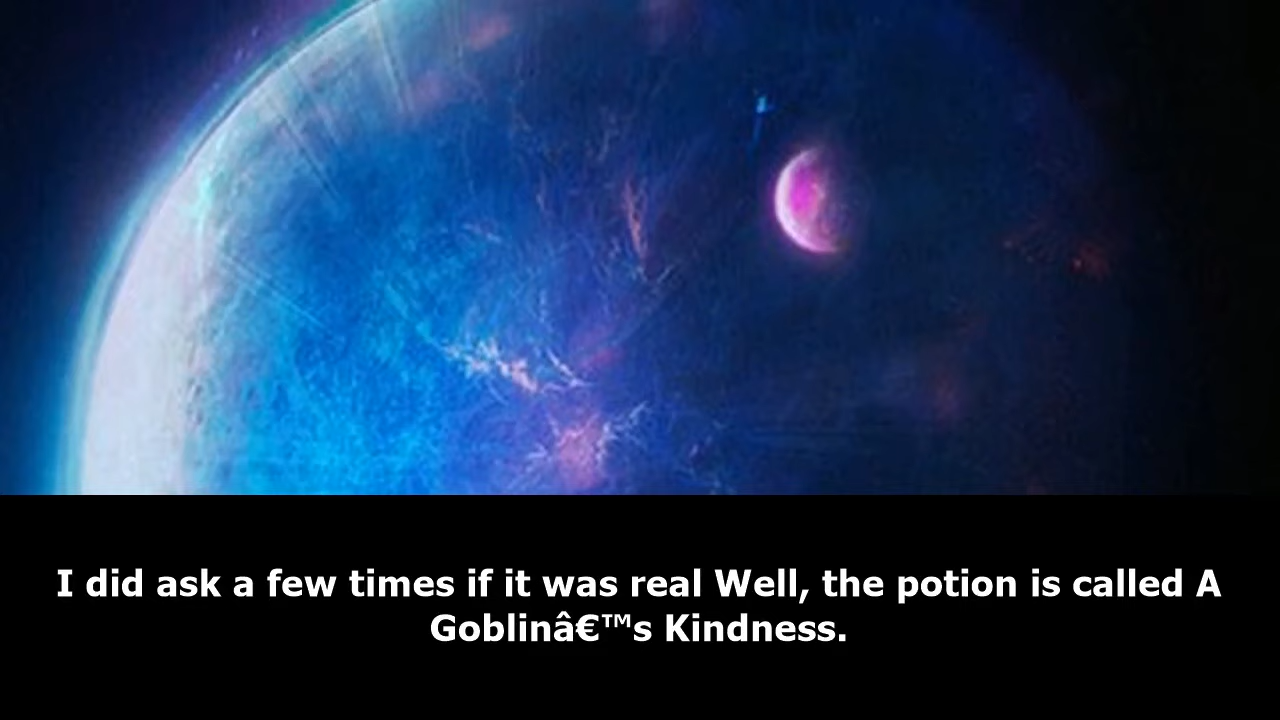 I did ask a few times if it was real Well, the potion is called A
Goblinâ€™s Kindness.